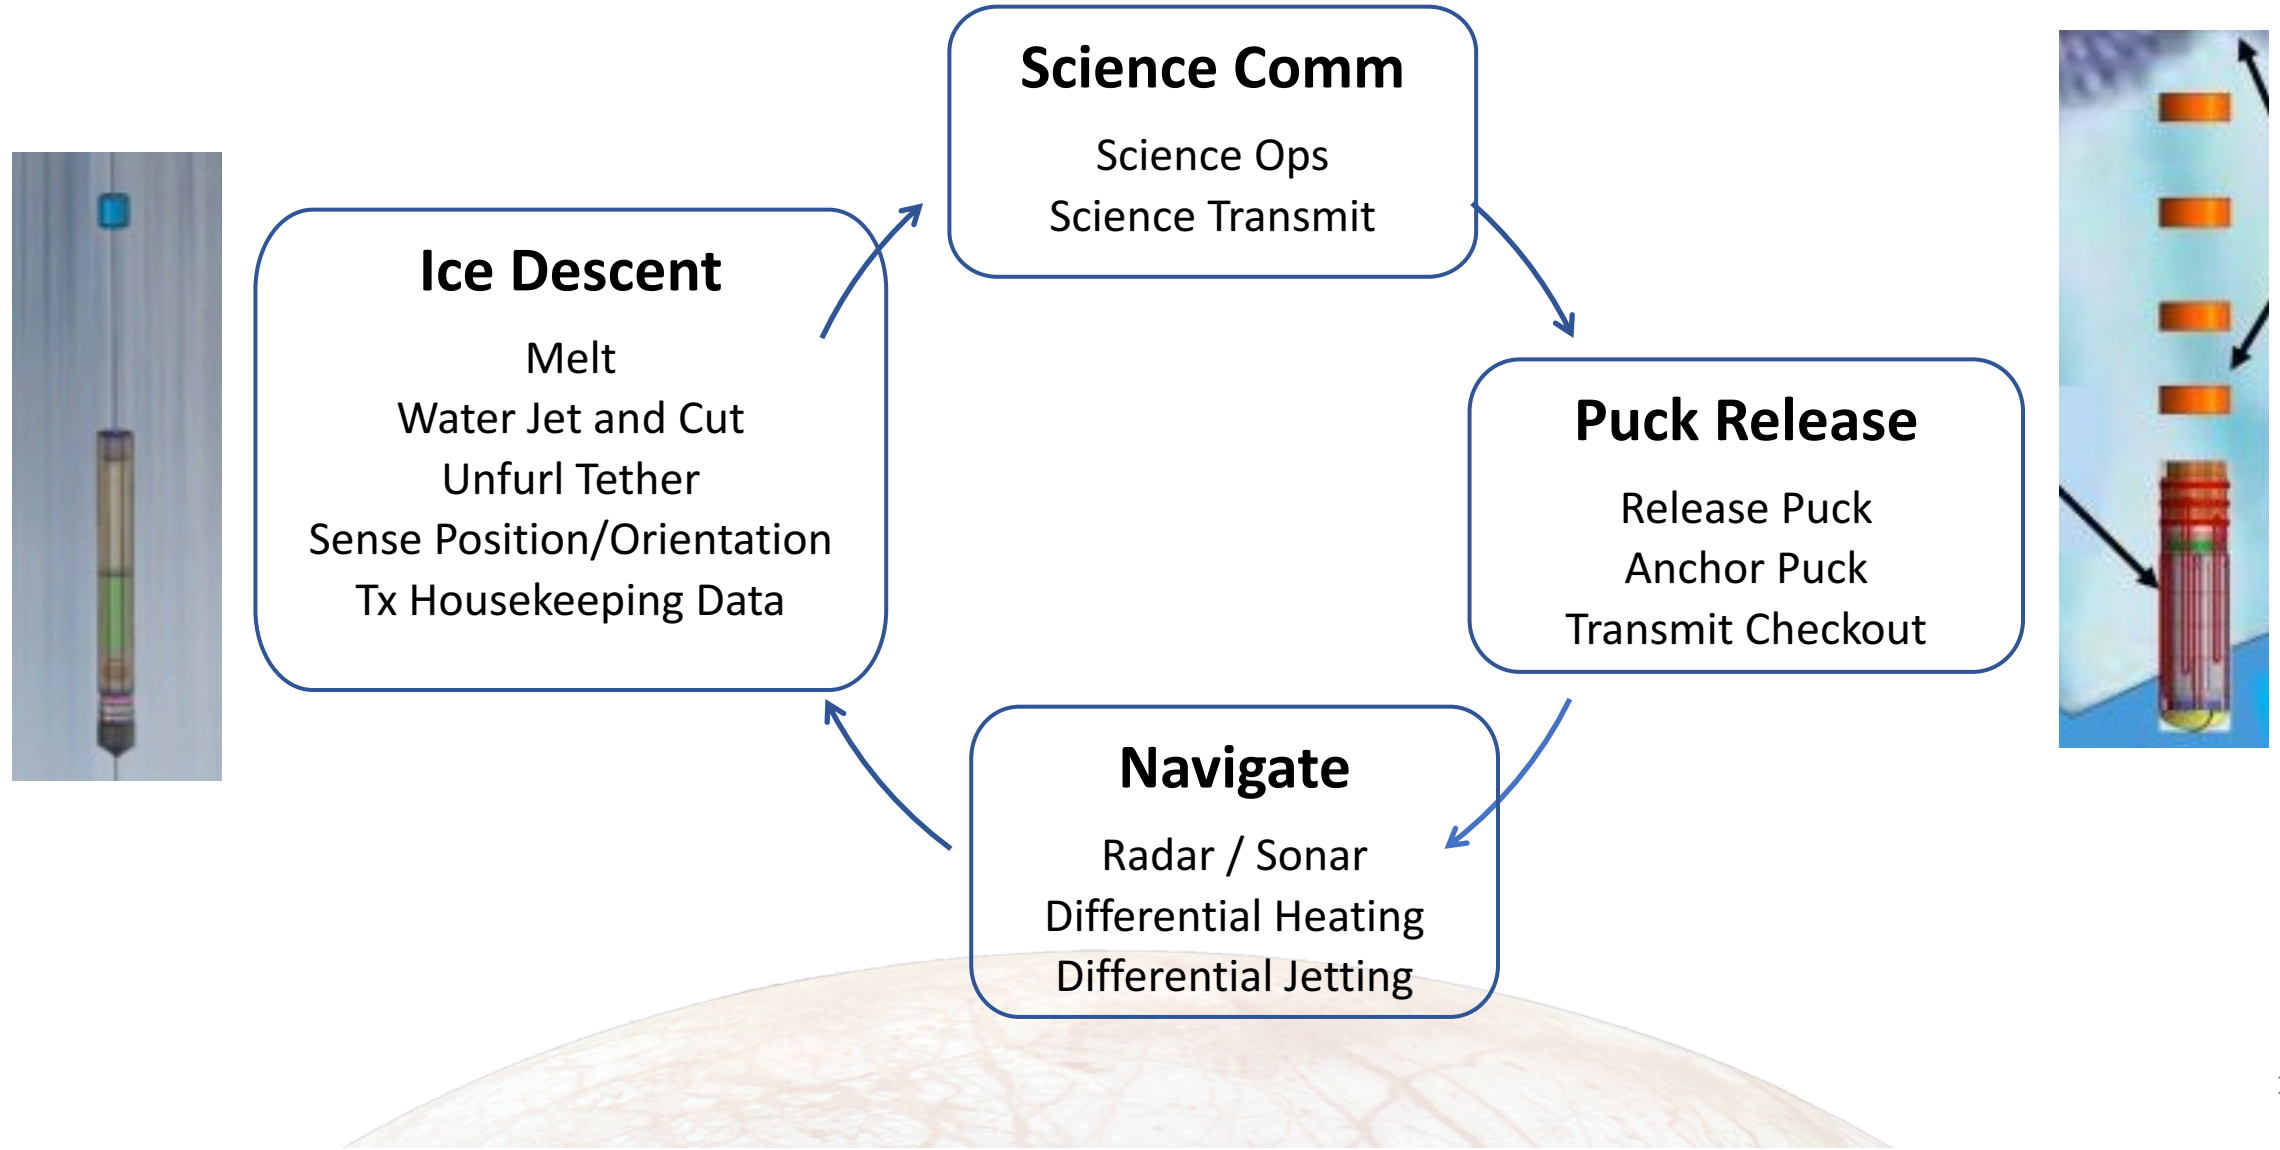 Science Comm
Science Ops
Science Transmit
Ice Descent
Melt
Water Jet and Cut
Unfurl Tether
Sense Position/Orientation
Tx Housekeeping Data
Puck Release
Release Puck
Anchor Puck
Transmit Checkout
Navigate
Radar / Sonar
Differential Heating
Differential Jetting